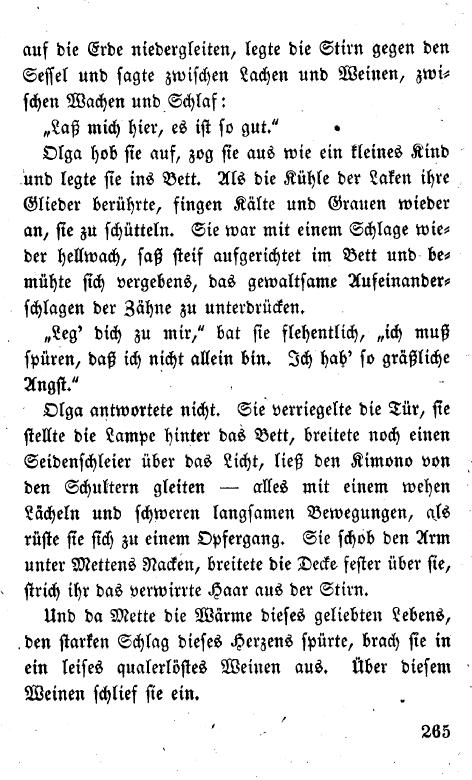 auf die Erde niedergleiten, legte die Stirn gegen den
Sessel und sagte zwischen Lachen und Weinen, zwi-
schen Wachen und Schlaf:
„Laß mich hier, es ist so gut.“
Olga hob sie auf, zog sie aus wie ein kleines Kind
und legte sie ins Bett. Als die Kühle der Laken ihre
Glieder berührte, fingen Kälte und Grauen wieder
an, sie zu schütteln. Sie war mit einem Schlage wie-
der hellwach, saß steif aufgerichtet im Bett und be-
mühte sich vergebens, das gewaltsame Aufeinander-
schlagen der Zähne zu unterdrücken.
„Leg' dich zu mir,“ bat sie flehentlich, „ich muß
spüren, daß ich nicht allein bin. Ich hab' so gräßliche
Angst.“
Olga antwortete nicht. Sie verriegelte die Tür, sie
stellte die Lampe hinter das Bett, breitete noch einen
Seidenschleier über das Licht, ließ den Kimono von
den Schultern gleiten — alles mit einem wehen
Lächeln und schweren langsamen Bewegungen, als
rüste sie sich zu einem Opfergang. Sie schob den Arm
unter Mettens Nacken, breitete die Decke fester über sie,
strich ihr das verwirrte Haar aus der Stirn.
Und da Mette die Wärme dieses geliebten Lebens,
den starken Schlag dieses Herzens spürte, brach sie in
ein leises qualerlöstes Weinen aus. Über diesem
Weinen schlief sie ein.
265